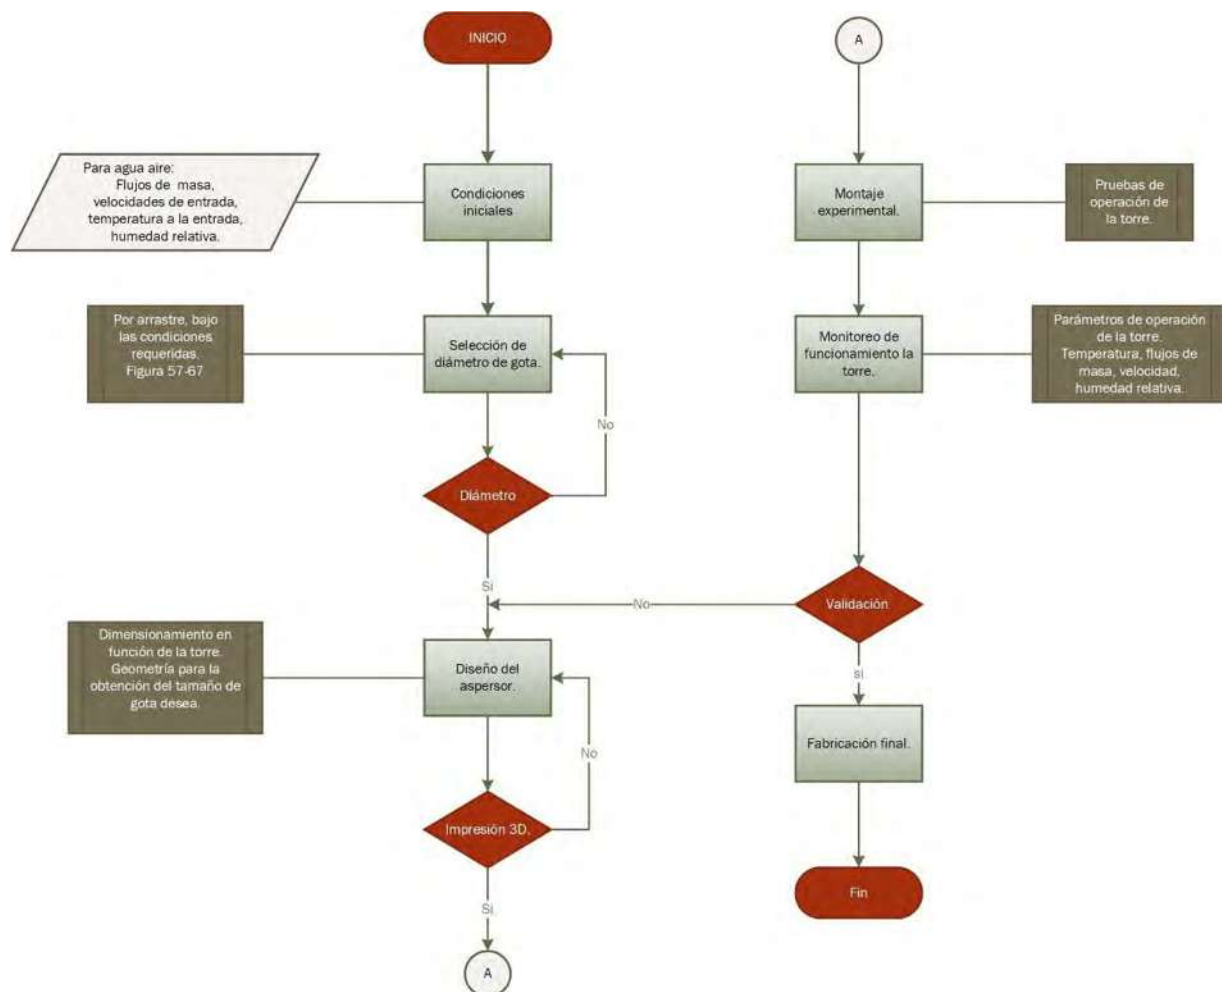 INICIO
Para agua aire:
Flujos de masa,
velocidades de entrada,
temperatura a la entrada,
humedad relativa.
Condiciones
iniciales
Por arrastre, bajo
las condiciones
requeridas.
Figura 57-67
Selección de
diámetro de gota.
No
Diámetro
Si
Dimensionamiento en
función de la torre.
Geometría para la
obtención del tamaño de
gota desea.
Diseño del
aspersor.
No
Impresión 3D.
Si
A
A
Montaje
experimental.
Pruebas de
operación de
la torre.
Monitoreo de
funcionamiento la
torre.
Parámetros de operación
de la torre.
Temperatura, flujos de
masa, velocidad,
humedad relativa.
Validación
No
si
Fabricación final.
Fin